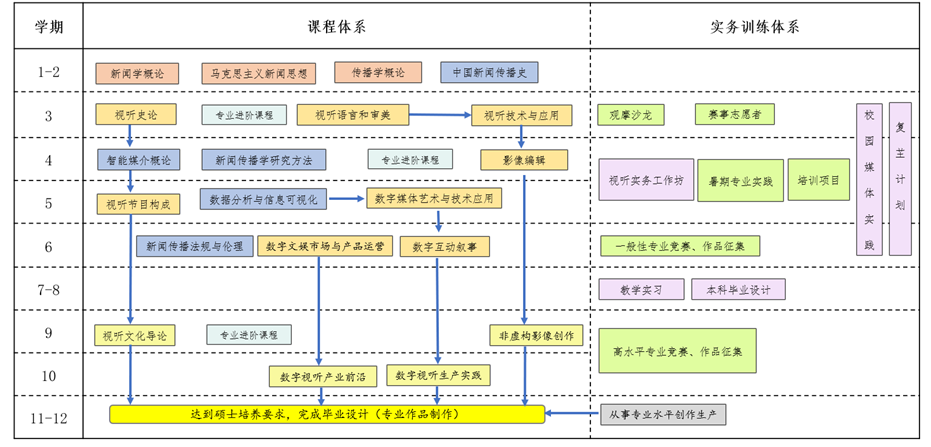 学期 课程体系 实务训练体系
1-2 新闻学概论 马克思主义新闻思想 传播学概论 中国新闻传播史
3 视听史论 专业进阶课程 视听语言和审美 视听技术与应用 观摩沙龙 赛事志愿者
校园媒体实践
复芏计划
4 智能媒介概论 新闻传播学研究方法 专业进阶课程 影像编辑
视听实务工作坊 暑期专业实践 培训项目
5 视听节目构成 数据分析与信息可视化 数字媒体艺术与技术应用
6 新闻传播法规与伦理 数字文娱市场与产品运营 数字互动叙事 一般性专业竞赛、作品征集
7-8 教学实习 本科毕业设计
9 视听文化导论 专业进阶课程 非虚构影像创作
高水平专业竞赛、作品征集
10 数字视听产业前沿 数字视听生产实践
11-12 达到硕士培养要求，完成毕业设计（专业作品制作） 从事专业水平创作生产